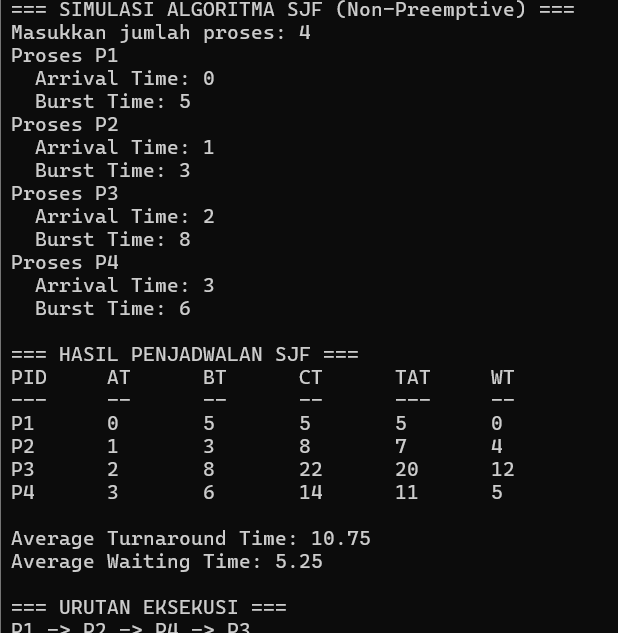 === SIMULASI ALGORITMA SJF (Non-Preemptive) ===
Masukkan jumlah proses: 4
Proses P1
  Arrival Time: 0
  Burst Time: 5
Proses P2
  Arrival Time: 1
  Burst Time: 3
Proses P3
  Arrival Time: 2
  Burst Time: 8
Proses P4
  Arrival Time: 3
  Burst Time: 6

=== HASIL PENJADWALAN SJF ===
PID     AT      BT      CT      TAT     WT
---     --      --      --      ---     --
P1      0       5       5       5       0
P2      1       3       8       7       4
P3      2       8       22      20      12
P4      3       6       14      11      5

Average Turnaround Time: 10.75
Average Waiting Time: 5.25

=== URUTAN EKSEKUSI ===
P1 -> P2 -> P4 -> P3